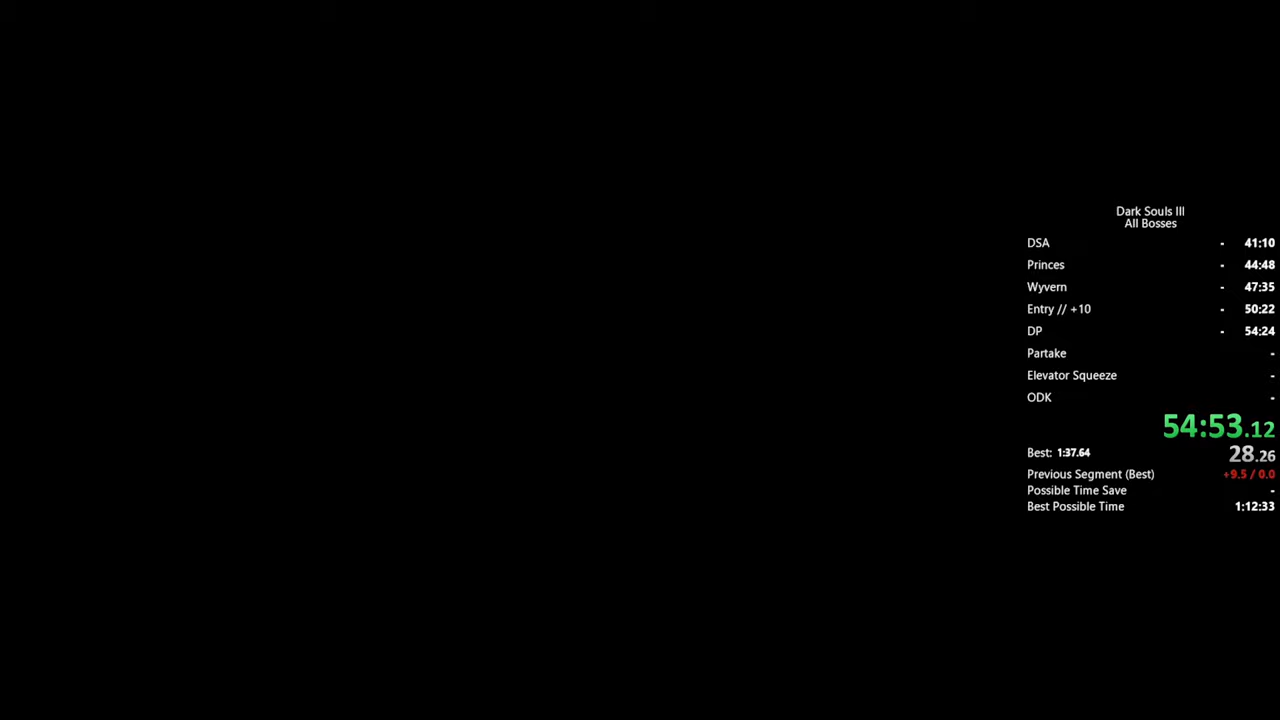 Dark Souls III
All Bosses
DSA - 41:10
Princes - 44:48
Wyvern - 47:35
Entry // +10 - 50:22
DP - 54:24
Partake -
Elevator Squeeze -
ODK -
54:53.12
Best: 1:37.64 28.26
Previous Segment (Best) +9.5 / 0.0
Possible Time Save -
Best Possible Time 1:12:33